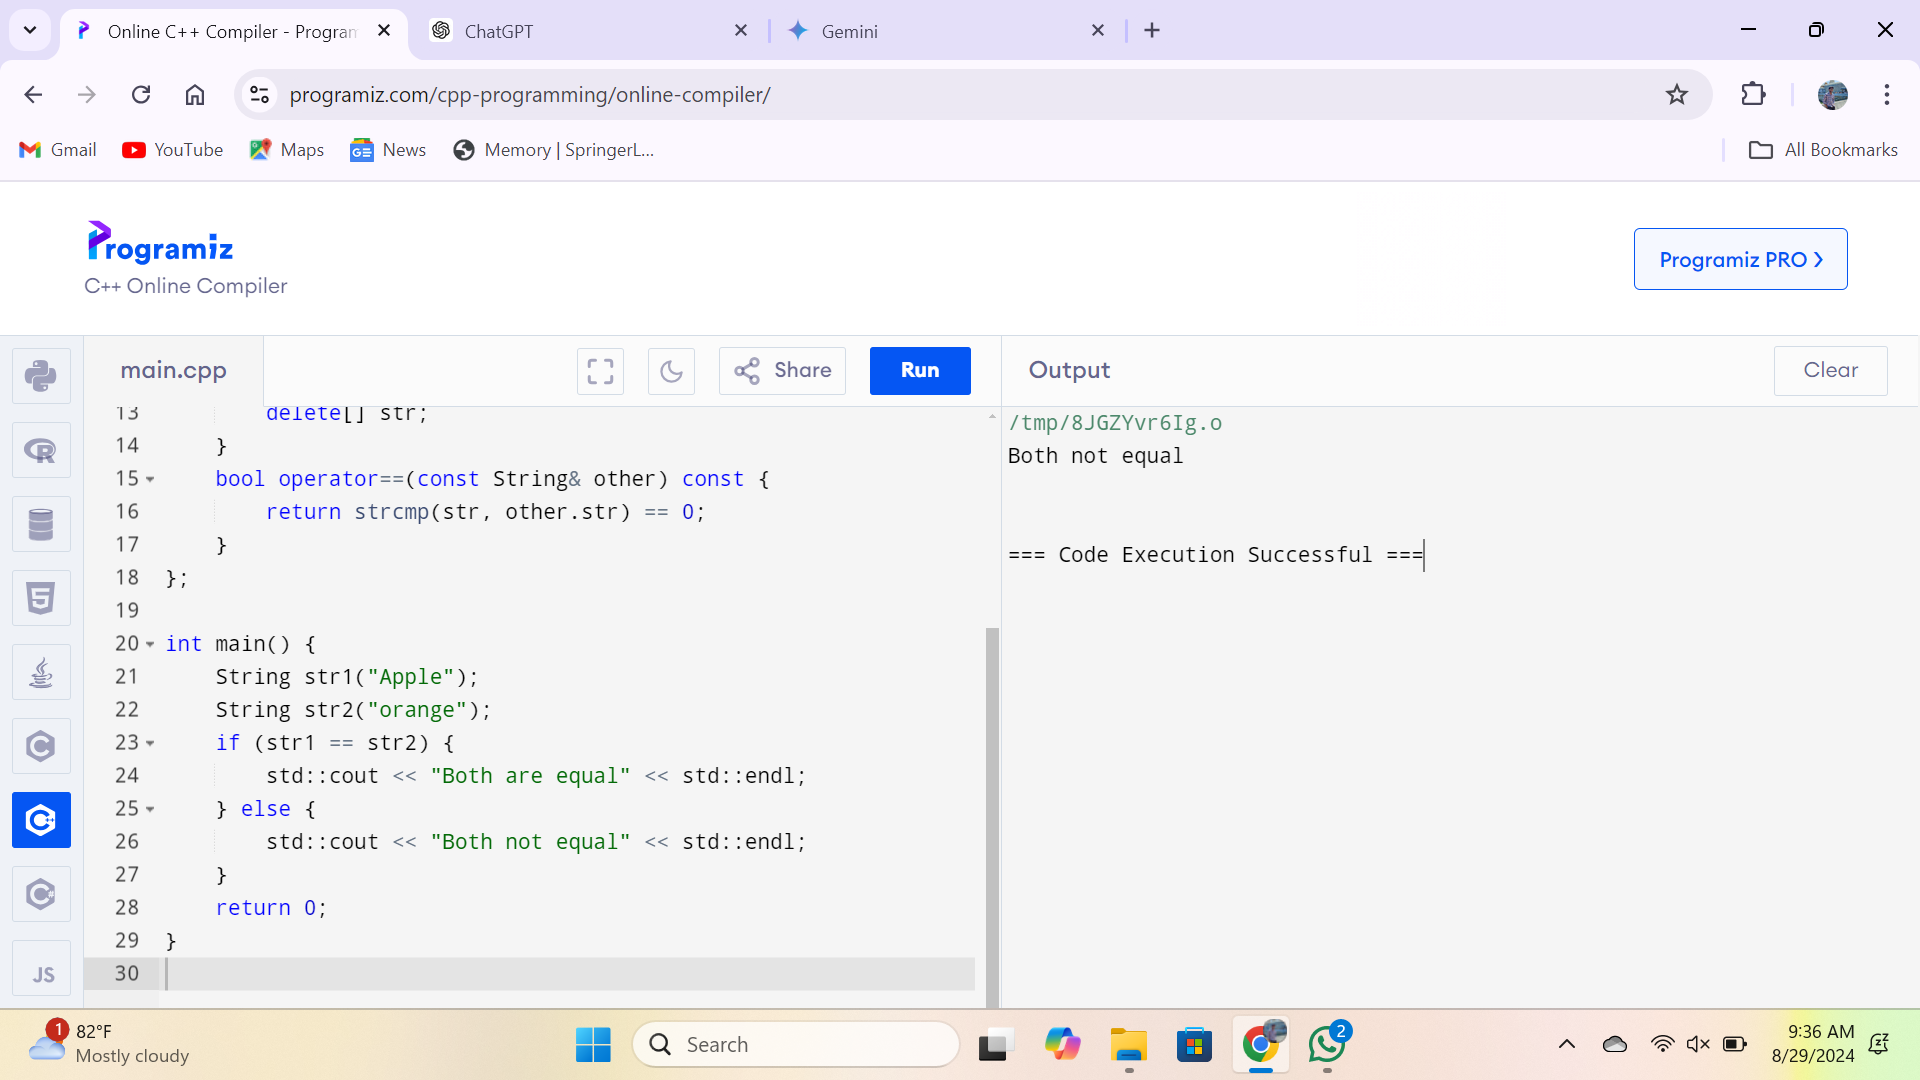 Online C++ Compiler - Program
ChatGPT
Gemini
programiz.com/cpp-programming/online-compiler/
Gmail
YouTube
Maps
News
Memory | SpringerL...
All Bookmarks
Programiz
C++ Online Compiler
Programiz PRO ›
main.cpp
Share
Run
Output
Clear
13 delete[] str;
14 }
15 bool operator==(const String& other) const {
16 return strcmp(str, other.str) == 0;
17 }
18 };
19
20 int main() {
21 String str1("Apple");
22 String str2("orange");
23 if (str1 == str2) {
24 std::cout << "Both are equal" << std::endl;
25 } else {
26 std::cout << "Both not equal" << std::endl;
27 }
28 return 0;
29 }
30
/tmp/8JGZYvr6Ig.o
Both not equal
=== Code Execution Successful ===
JS
1
82°F
Mostly cloudy
Search
2
9:36 AM
8/29/2024